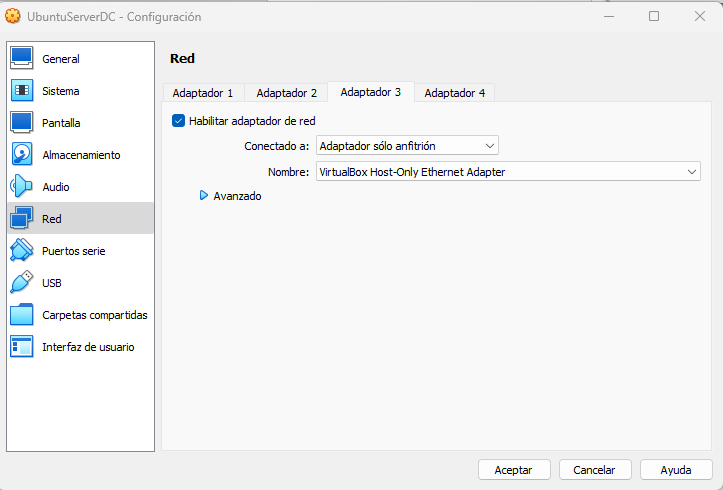 UbuntuServerDC - Configuración
General
Sistema
Pantalla
Almacenamiento
Audio
Red
Puertos serie
USB
Carpetas compartidas
Interfaz de usuario
Red
Adaptador 1 Adaptador 2 Adaptador 3 Adaptador 4
Habilitar adaptador de red
Conectado a: Adaptador sólo anfitrión
Nombre: VirtualBox Host-Only Ethernet Adapter
Avanzado
Aceptar Cancelar Ayuda